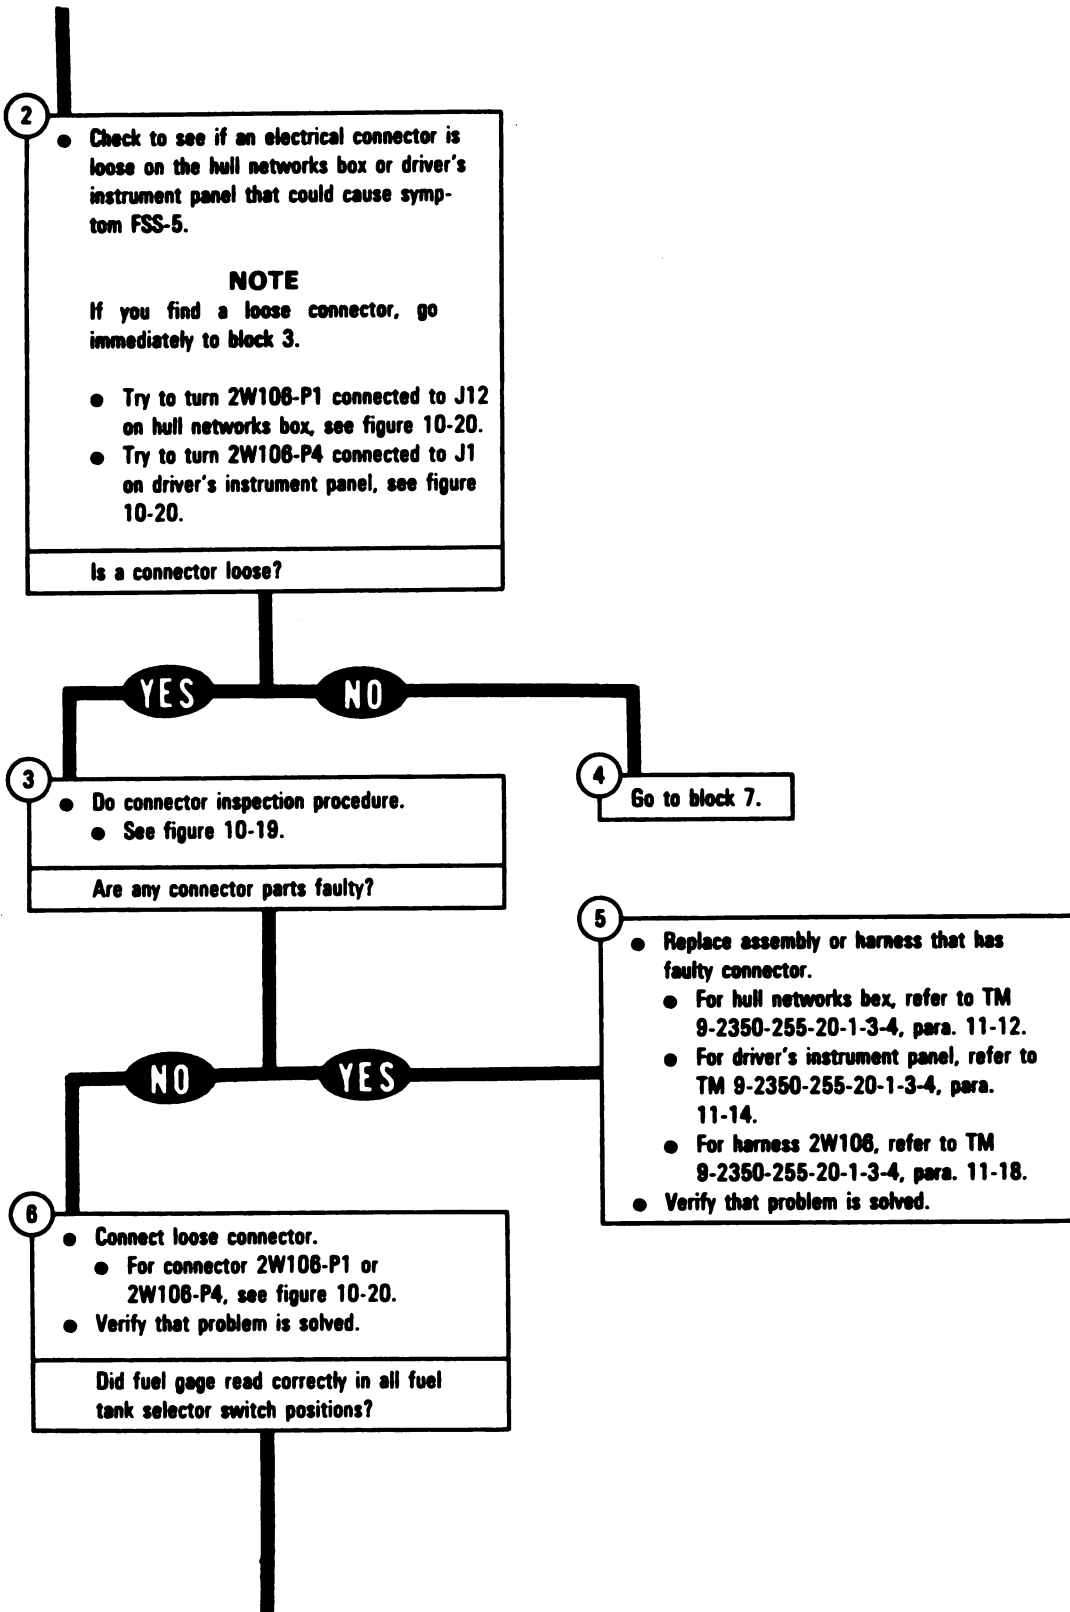 2
● Check to see if an electrical connector is
loose on the hull networks box or driver's
instrument panel that could cause symp-
tom FSS-5.
NOTE
If you find a loose connector, go
immediately to block 3.
● Try to turn 2W106-P1 connected to J12
on hull networks box, see figure 10-20.
● Try to turn 2W106-P4 connected to J1
on driver's instrument panel, see figure
10-20.
Is a connector loose?
YES
NO
3
● Do connector inspection procedure.
● See figure 10-19.
Are any connector parts faulty?
4
Go to block 7.
NO
YES
5
● Replace assembly or harness that has
faulty connector.
● For hull networks bex, refer to TM
9-2350-255-20-1-3-4, para. 11-12.
● For driver's instrument panel, refer to
TM 9-2350-255-20-1-3-4, para.
11-14.
● For harness 2W106, refer to TM
9-2350-255-20-1-3-4, para. 11-18.
● Verify that problem is solved.
6
● Connect loose connector.
● For connector 2W106-P1 or
2W106-P4, see figure 10-20.
● Verify that problem is solved.
Did fuel gage read correctly in all fuel
tank selector switch positions?